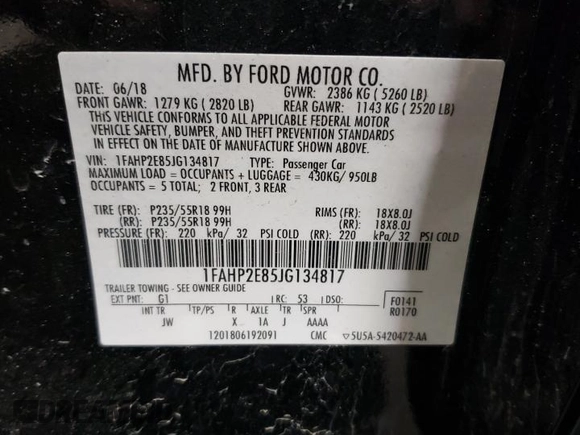 MFD. BY FORD MOTOR CO.
DATE: 06/18 GVWR: 2386 KG ( 5260 LB)
FRONT GAWR: 1279 KG ( 2820 LB) REAR GAWR: 1143 KG ( 2520 LB)
THIS VEHICLE CONFORMS TO ALL APPLICABLE FEDERAL MOTOR
VEHICLE SAFETY, BUMPER, AND THEFT PREVENTION STANDARDS
IN EFFECT ON THE DATE OF MANUFACTURE SHOWN ABOVE.
VIN: 1FAHP2E85JG134817 TYPE: Passenger Car
MAXIMUM LOAD = OCCUPANTS + LUGGAGE = 430KG/ 950LB
OCCUPANTS = 5 TOTAL; 2 FRONT, 3 REAR
TIRE (FR): P235/55R18 99H RIMS (FR): 18X8.0J
(RR): P235/55R18 99H (RR): 18X8.0J
PRESSURE (FR): 220 kPa/ 32 PSI COLD (RR): 220 kPa/ 32 PSI COLD
1FAHP2E85JG134817
TRAILER TOWING - SEE OWNER GUIDE
EXT PNT: G1 RC: 53 DSO: F0141
INT TR TP/PS R AXLE TR SPR R0170
JW X 1A J AAAA
1201806192091 CMC 5U5A-S420472-AA